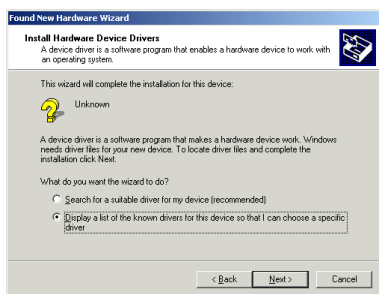 Found New Hardware Wizard
Install Hardware Device Drivers
A device driver is a software program that enables a hardware device to work with
an operating system.
This wizard will complete the installation for this device:
Unknown
A device driver is a software program that makes a hardware device work. Windows
needs driver files for your new device. To locate driver files and complete the
installation click Next.
What do you want the wizard to do?
Search for a suitable driver for my device (recommended)
Display a list of the known drivers for this device so that I can choose a specific
driver
< Back Next > Cancel